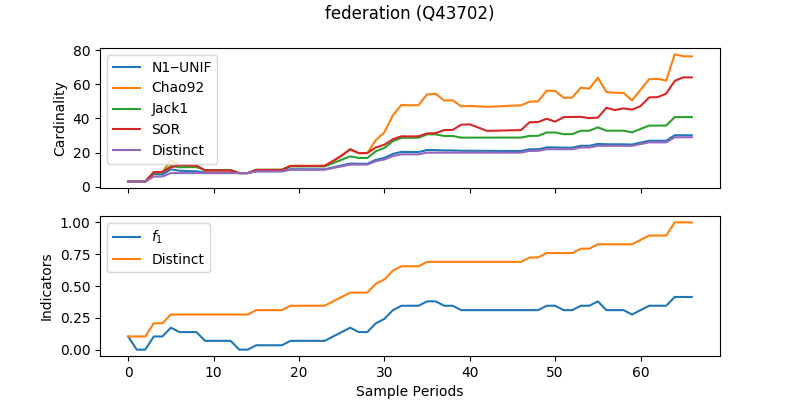 federation (Q43702)
80
60
40
20
0
Cardinality
N1−UNIF
Chao92
Jack1
SOR
Distinct
1.00
0.75
0.50
0.25
0.00
Indicators
f1
Distinct
0 10 20 30 40 50 60
Sample Periods